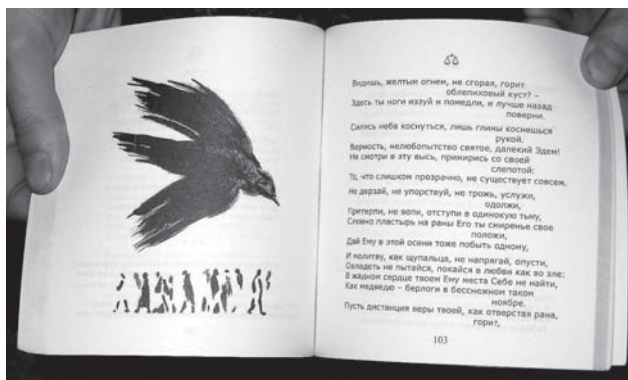 Видишь, желтым огнем, не сгорая, горит
облепиховый куст? –
Здесь ты ноги изуй и помедли, и лучше назад
поверни.
Силясь неба коснуться, лишь глины коснешься
рукой.
Верность, нелюбопытство святое, далекий Эдем!
Не смотри в эту высь, примирись со своей
слепотой:
То, что слишком прозрачно, не существует совсем.
Не дерзай, не упорствуй, не трожь, услужи,
одолжи,
Претерпи, не вопи, отступи в одинокую тьму,
Словно пластырь на раны Его ты смиренье свое
положи,
Дай Ему в этой осени тоже побыть одному,
И молитву, как щупальца, не напрягай, опусти,
Овладеть не пытайся, покайся в любви как во зле:
В жадном сердце твоем Ему места Себе не найти,
Как медведю – берлоги в бесснежном таком
ноябре.
Пусть дистанция веры твоей, как отверстая рана,
горит,
103